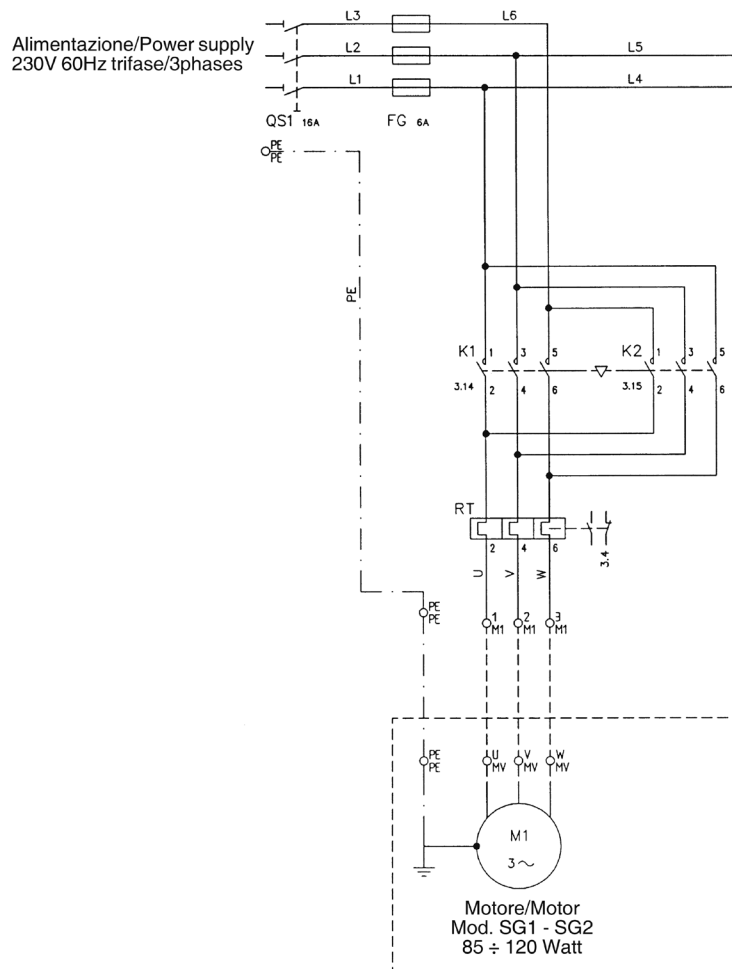 L3 L6
Alimentazione/Power supply
L2 L5
230V 60Hz trifase/3phases
L1 L4
QS1 16A FG 6A
PE
PE
PE
K1 1 3 5 K2 1 3 5
3.14 2 4 6 3.15 2 4 6
RT
2 4 6
3.4
U V W
PE
PE
1 2 3
M1 M1 M1
PE
PE
U V W
MV MV MV
M1
3~
Motore/Motor
Mod. SG1 - SG2
85 ÷ 120 Watt